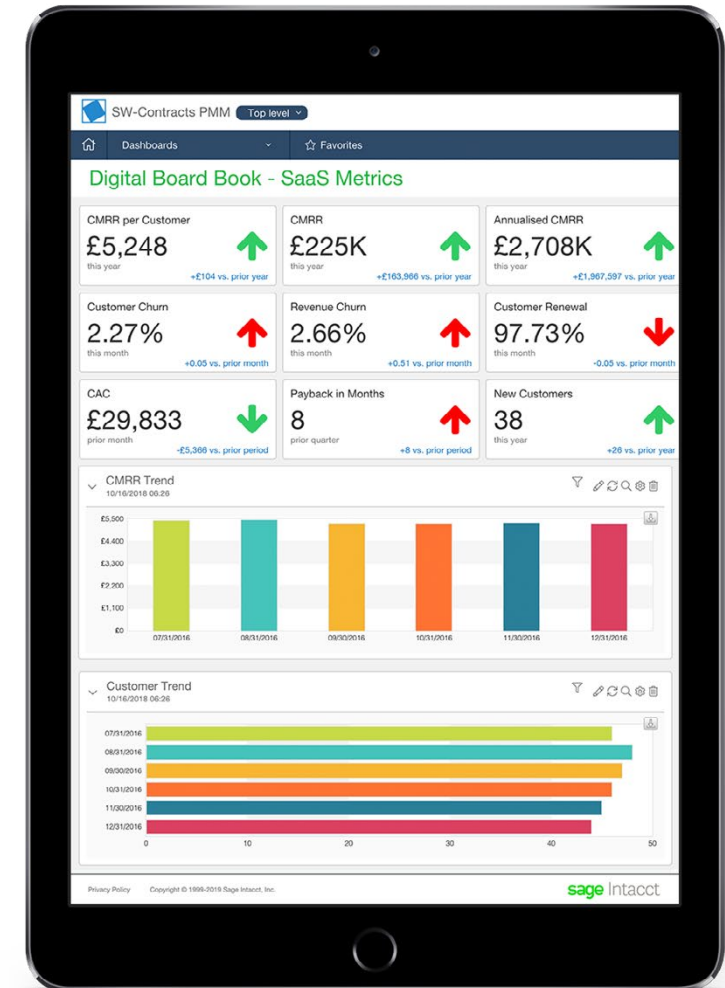 SW-Contracts PMM Top level
Dashboards Favorites
Digital Board Book - SaaS Metrics
CMRR per Customer
£5,248
this year
+£104 vs. prior year
CMRR
£225K
this year
+£163,966 vs. prior year
Annualised CMRR
£2,708K
this year
+£1,967,597 vs. prior year
Customer Churn
2.27%
this month
+0.05 vs. prior month
Revenue Churn
2.66%
this month
+0.51 vs. prior month
Customer Renewal
97.73%
this month
-0.05 vs. prior month
CAC
£29,833
prior month
-£5,366 vs. prior period
Payback in Months
8
prior quarter
+8 vs. prior period
New Customers
38
this year
+26 vs. prior year
CMRR Trend
10/16/2018 06:26
£5,500
£4,400
£3,300
£2,200
£1,100
£0
07/31/2016 08/31/2016 09/30/2016 10/31/2016 11/30/2016 12/31/2016
Customer Trend
10/16/2018 06:26
07/31/2016
08/31/2016
09/30/2016
10/31/2016
11/30/2016
12/31/2016
0 10 20 30 40 50
Privacy Policy Copyright © 1999-2019 Sage Intacct, Inc. sage Intacct